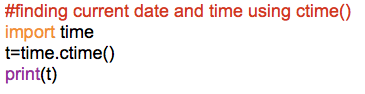 #finding current date and time using ctime()
import time
t=time.ctime()
print(t)